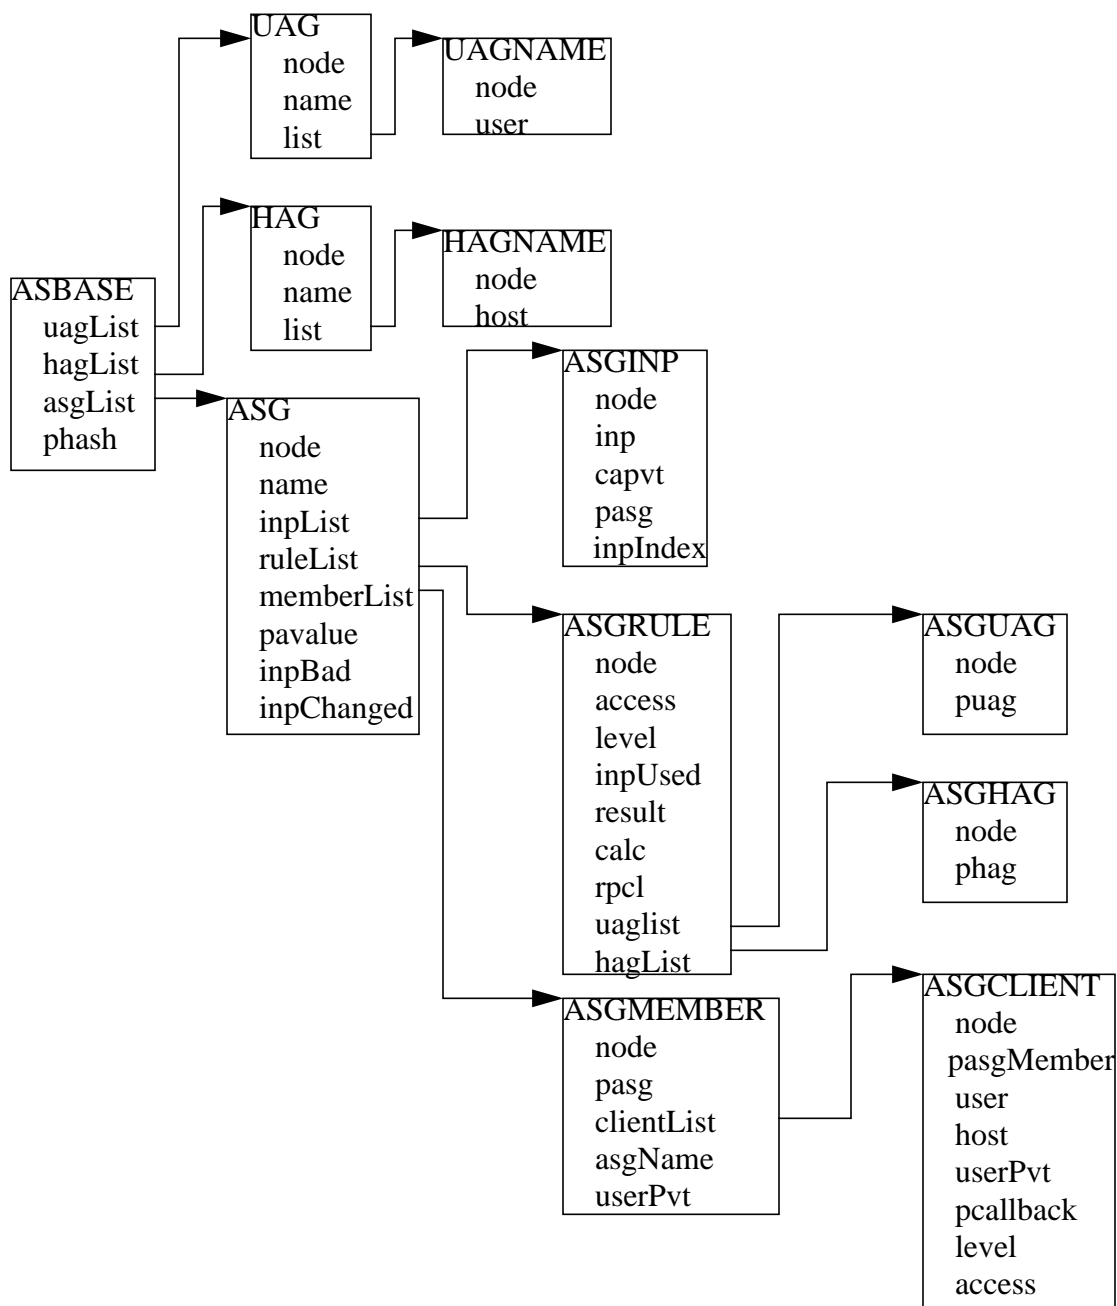 UAG
node
name
list
UAGNAME
node
user
HAG
node
name
list
HAGNAME
node
host
ASBASE
uagList
hagList
asgList
phash
ASG
node
name
inpList
ruleList
memberList
pavalue
inpBad
inpChanged
ASGINP
node
inp
capvt
pasg
inpIndex
ASGRULE
node
access
level
inpUsed
result
calc
rpcl
uaglist
hagList
ASGUAG
node
puag
ASGHAG
node
phag
ASGMEMBER
node
pasg
clientList
asgName
userPvt
ASGCLIENT
node
pasgMember
user
host
userPvt
pcallback
level
access